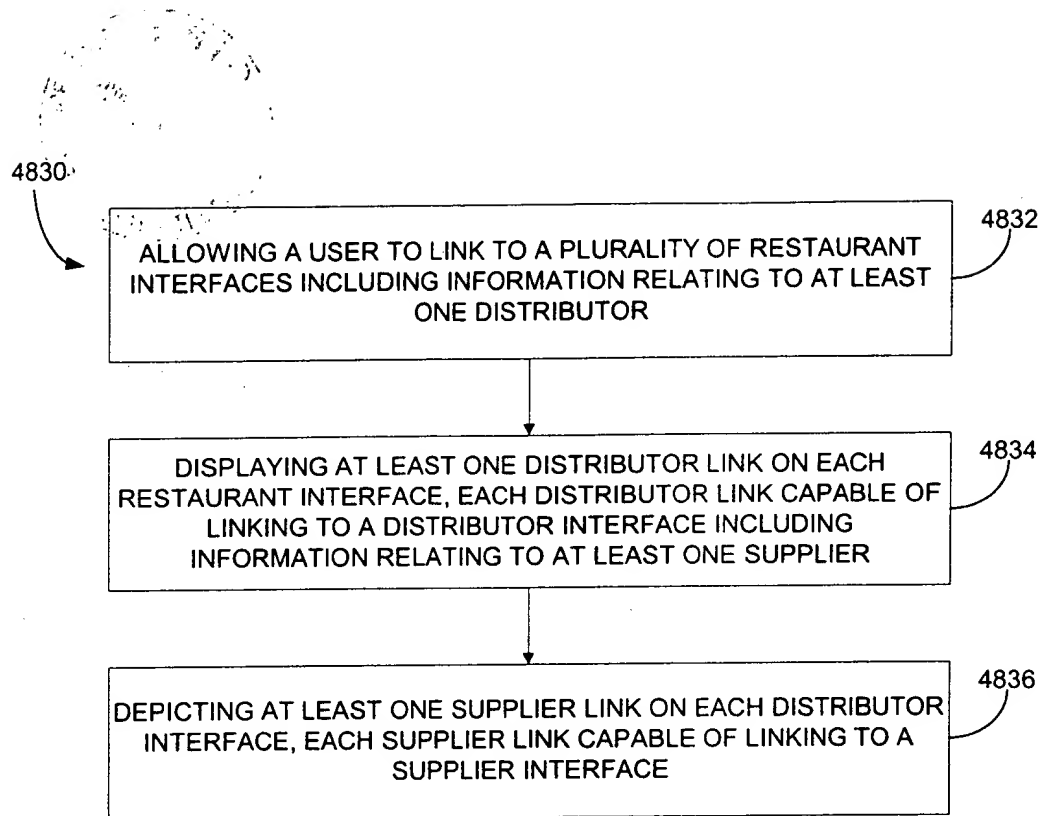 4830
4832
ALLOWING A USER TO LINK TO A PLURALITY OF RESTAURANT
INTERFACES INCLUDING INFORMATION RELATING TO AT LEAST
ONE DISTRIBUTOR
4834
DISPLAYING AT LEAST ONE DISTRIBUTOR LINK ON EACH
RESTAURANT INTERFACE, EACH DISTRIBUTOR LINK CAPABLE OF
LINKING TO A DISTRIBUTOR INTERFACE INCLUDING
INFORMATION RELATING TO AT LEAST ONE SUPPLIER
4836
DEPICTING AT LEAST ONE SUPPLIER LINK ON EACH DISTRIBUTOR
INTERFACE, EACH SUPPLIER LINK CAPABLE OF LINKING TO A
SUPPLIER INTERFACE